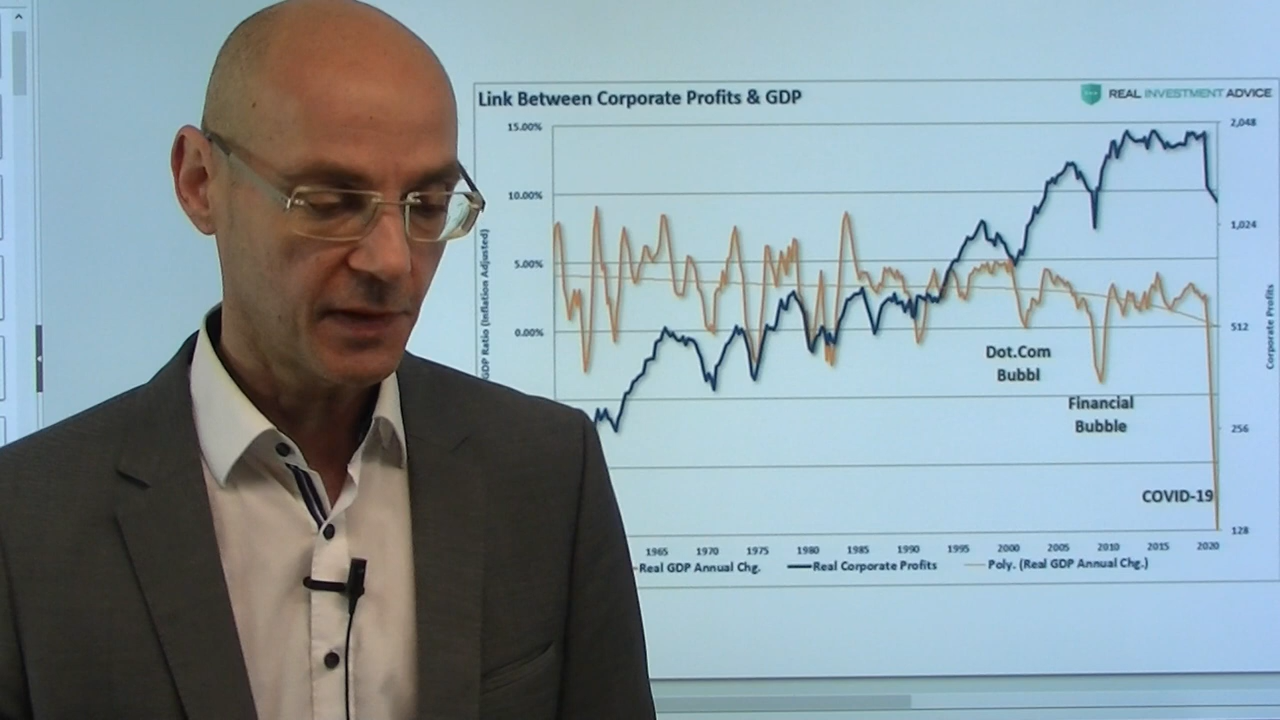 Link Between Corporate Profits & GDP
REAL INVESTMENT ADVICE
15.00%
10.00%
5.00%
0.00%
GDP Ratio (Inflation Adjusted)
2,048
1,024
512
256
128
Corporate Profits
Dot.Com
Bubbl
Financial
Bubble
COVID-19
1965 1970 1975 1980 1985 1990 1995 2000 2005 2010 2015 2020
Real GDP Annual Chg. Real Corporate Profits Poly. (Real GDP Annual Chg.)